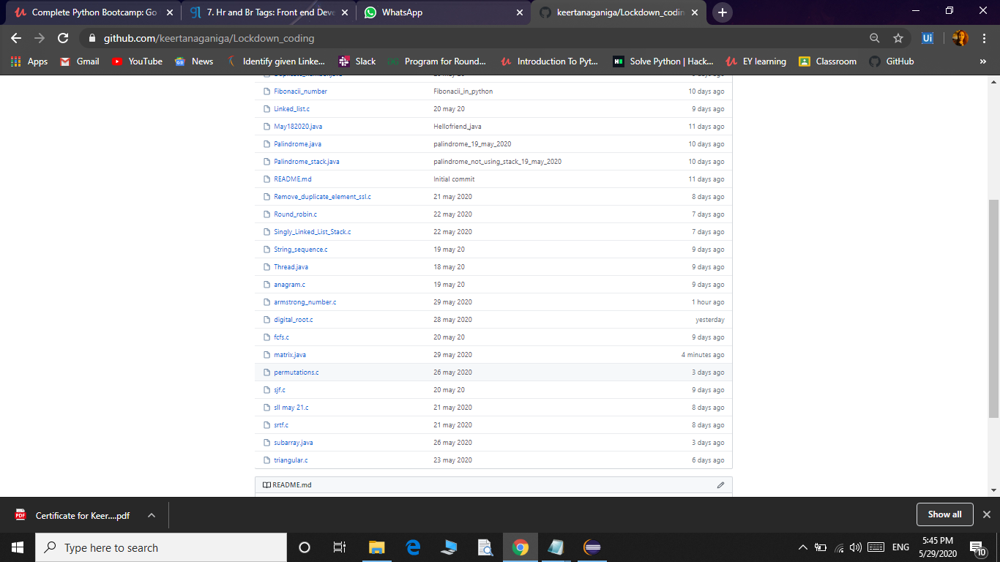 Complete Python Bootcamp: Go
7. Hr and Br Tags: Front end Deve
WhatsApp
keertanaganiga/Lockdown_coding
github.com/keertanaganiga/Lockdown_coding
Apps
Gmail
YouTube
News
Identify given Linke...
Slack
Program for Round...
Introduction To Pyt...
Solve Python | Hack...
EY learning
Classroom
GitHub
»
Fibonacii_number Fibonacii_in_python 10 days ago
Linked_list.c 20 may 20 9 days ago
May182020.java Hellofriend_java 11 days ago
Palindrome.java palindrome_19_may_2020 10 days ago
Palindrome_stack.java palindrome_not_using_stack_19_may_2020 10 days ago
README.md Initial commit 11 days ago
Remove_duplicate_element_ssl.c 21 may 2020 8 days ago
Round_robin.c 22 may 2020 7 days ago
Singly_Linked_List_Stack.c 22 may 2020 7 days ago
String_sequence.c 19 may 20 9 days ago
Thread.java 18 may 20 9 days ago
anagram.c 19 may 20 9 days ago
armstrong_number.c 29 may 2020 1 hour ago
digital_root.c 28 may 2020 yesterday
fcfs.c 20 may 20 9 days ago
matrix.java 29 may 2020 4 minutes ago
permutations.c 26 may 2020 3 days ago
sjf.c 20 may 20 9 days ago
sll may 21.c 21 may 2020 8 days ago
srtf.c 21 may 2020 8 days ago
subarray.java 26 may 2020 3 days ago
triangular.c 23 may 2020 6 days ago
README.md
Certificate for Keer....pdf
Show all
Type here to search
ENG
5:45 PM
5/29/2020
10